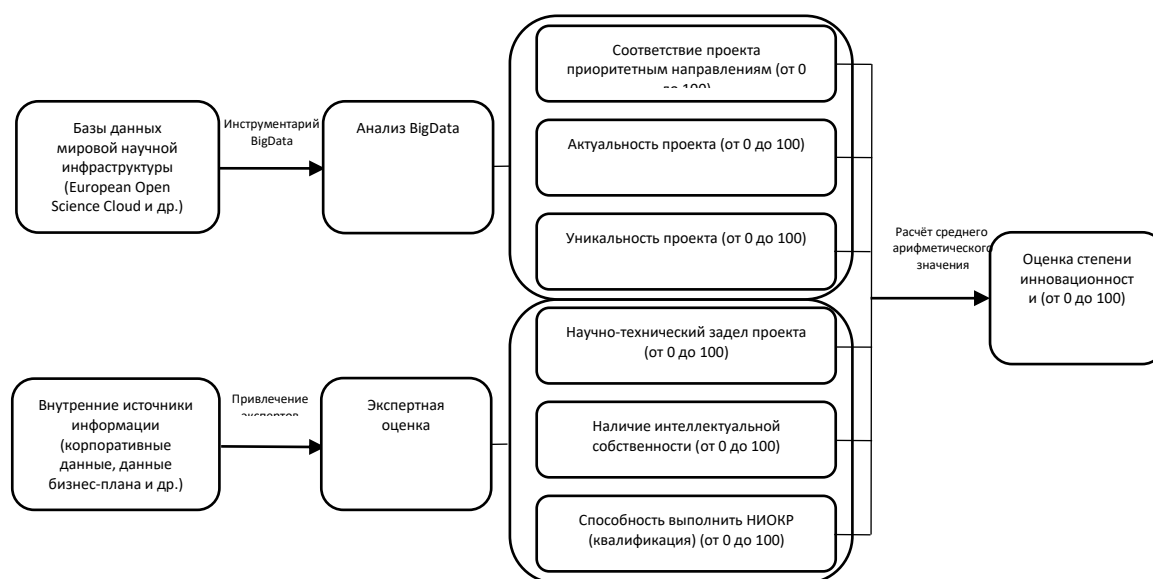 Базы данных
мировой научной
инфраструктуры
(European Open
Science Cloud и др.)
Инструментарий
BigData
Анализ BigData
Соответствие проекта
приоритетным направлениям (от 0
до 100)
Актуальность проекта (от 0 до 100)
Уникальность проекта (от 0 до 100)
Внутренние источники
информации
(корпоративные
данные, данные
бизнес-плана и др.)
Привлечение
экспертов
Экспертная
оценка
Научно-технический задел проекта
(от 0 до 100)
Наличие интеллектуальной
собственности (от 0 до 100)
Способность выполнить НИОКР
(квалификация) (от 0 до 100)
Расчёт среднего
арифметического
значения
Оценка степени
инновационност
и (от 0 до 100)